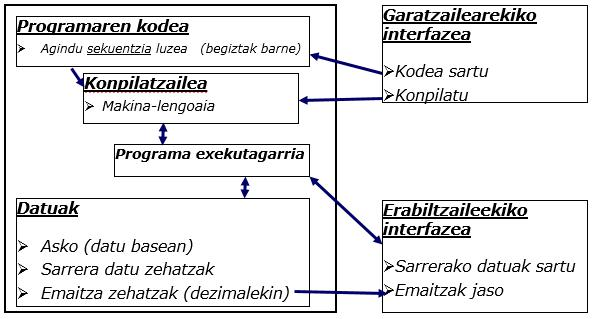 Programaren kodea
➢ Agindu sekuentzia luzea (begiztak barne)
Konpilatzailea
➢ Makina-lengoaia
Programa exekutagarria
Datuak
➢ Asko (datu basean)
➢ Sarrera datu zehatzak
➢ Emaitza zehatzak (dezimalekin)
Garatzailearekiko
interfazea
➢Kodea sartu
➢Konpilatu
Erabiltzaileekiko
interfazea
➢Sarrerako datuak sartu
➢Emaitzak jaso